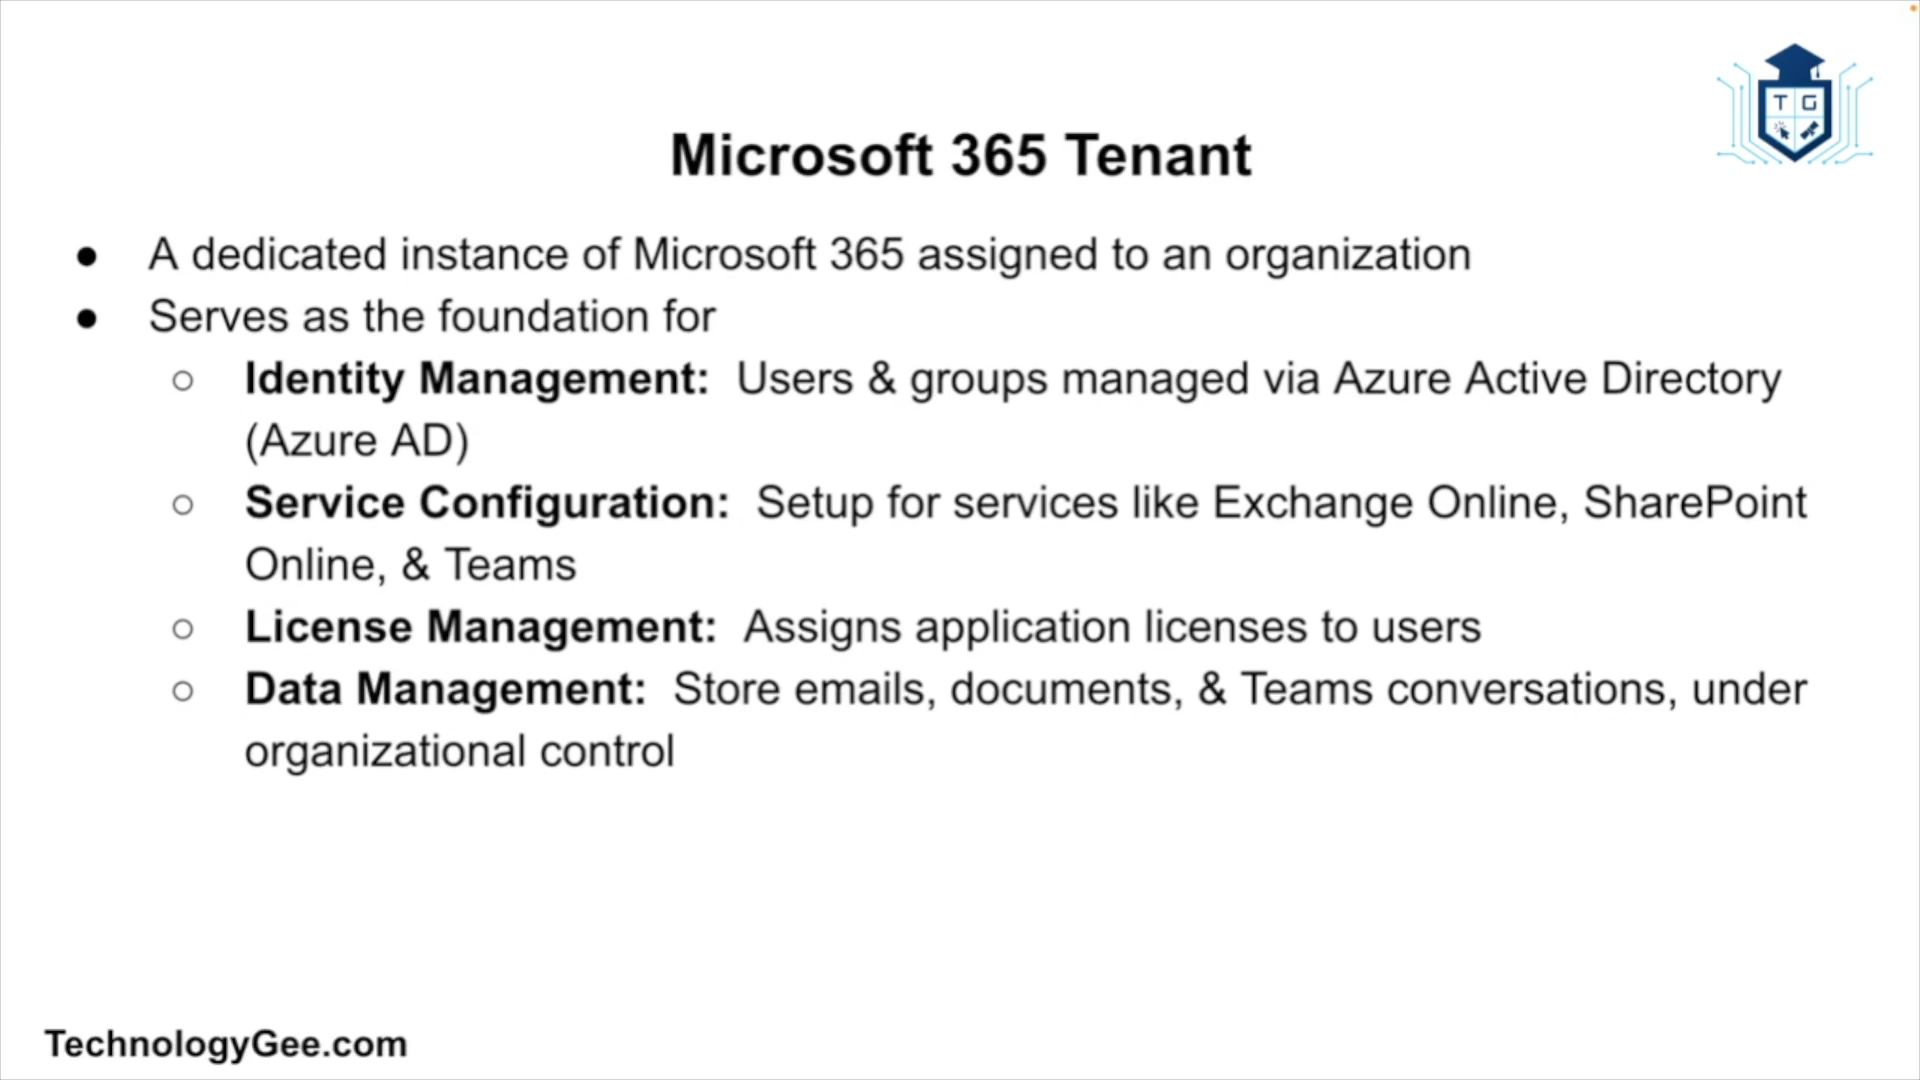 T G
Microsoft 365 Tenant
● A dedicated instance of Microsoft 365 assigned to an organization
● Serves as the foundation for
○ Identity Management: Users & groups managed via Azure Active Directory
(Azure AD)
○ Service Configuration: Setup for services like Exchange Online, SharePoint
Online, & Teams
○ License Management: Assigns application licenses to users
○ Data Management: Store emails, documents, & Teams conversations, under
organizational control
TechnologyGee.com